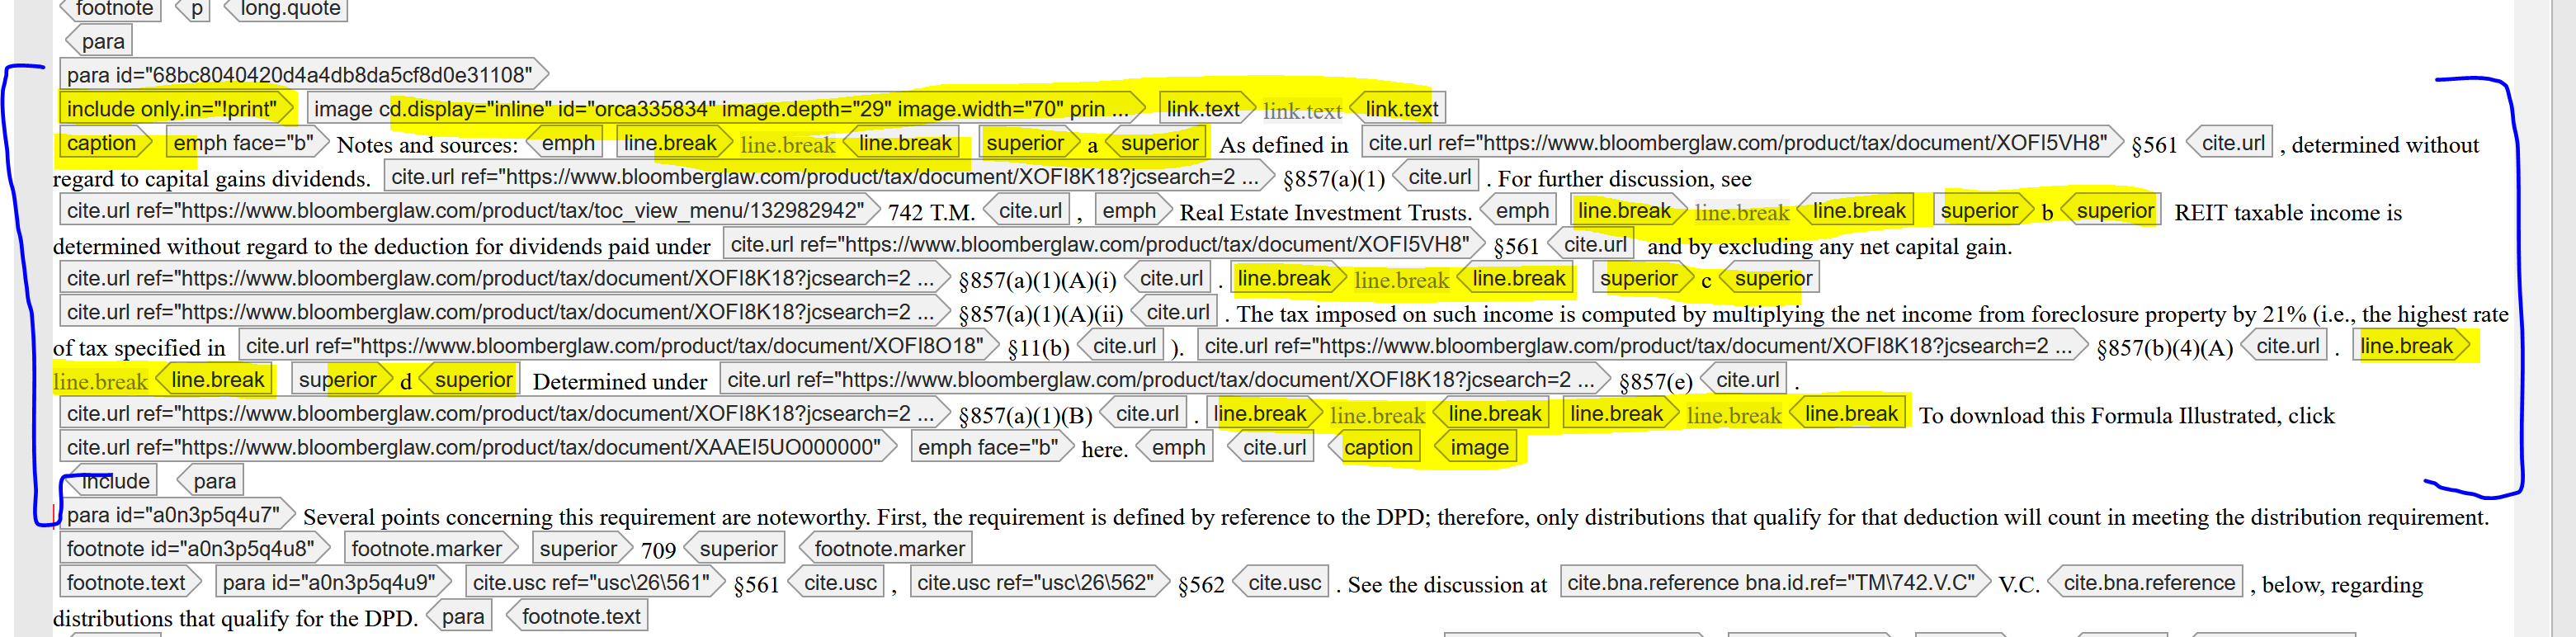 footnote p long.quote
para
para id="68bc8040420d4a4db8da5cf8d0e31108"
include only.in="!print" image cd.display="inline" id="orca335834" image.depth="29" image.width="70" prin ... link.text link.text link.text
caption emph face="b" Notes and sources: emph line.break line.break line.break superior a superior As defined in cite.url ref="https://www.bloomberglaw.com/product/tax/document/XOFI5VH8" §561 cite.url , determined without
regard to capital gains dividends. cite.url ref="https://www.bloomberglaw.com/product/tax/document/XOFI8K18?jcsearch=2 ... §857(a)(1) cite.url . For further discussion, see
cite.url ref="https://www.bloomberglaw.com/product/tax/toc_view_menu/132982942" 742 T.M. cite.url , emph Real Estate Investment Trusts. emph line.break line.break line.break superior b superior REIT taxable income is
determined without regard to the deduction for dividends paid under cite.url ref="https://www.bloomberglaw.com/product/tax/document/XOFI5VH8" §561 cite.url and by excluding any net capital gain.
cite.url ref="https://www.bloomberglaw.com/product/tax/document/XOFI8K18?jcsearch=2 ... §857(a)(1)(A)(i) cite.url . line.break line.break line.break superior c superior
cite.url ref="https://www.bloomberglaw.com/product/tax/document/XOFI8K18?jcsearch=2 ... §857(a)(1)(A)(ii) cite.url . The tax imposed on such income is computed by multiplying the net income from foreclosure property by 21% (i.e., the highest rate
of tax specified in cite.url ref="https://www.bloomberglaw.com/product/tax/document/XOFI8O18" §11(b) cite.url ). cite.url ref="https://www.bloomberglaw.com/product/tax/document/XOFI8K18?jcsearch=2 ... §857(b)(4)(A) cite.url . line.break
line.break line.break superior d superior Determined under cite.url ref="https://www.bloomberglaw.com/product/tax/document/XOFI8K18?jcsearch=2 ... §857(e) cite.url .
cite.url ref="https://www.bloomberglaw.com/product/tax/document/XOFI8K18?jcsearch=2 ... §857(a)(1)(B) cite.url . line.break line.break line.break line.break line.break line.break To download this Formula Illustrated, click
cite.url ref="https://www.bloomberglaw.com/product/tax/document/XAAEI5UO000000" emph face="b" here. emph cite.url caption image
include para
para id="a0n3p5q4u7" Several points concerning this requirement are noteworthy. First, the requirement is defined by reference to the DPD; therefore, only distributions that qualify for that deduction will count in meeting the distribution requirement.
footnote id="a0n3p5q4u8" footnote.marker superior 709 superior footnote.marker
footnote.text para id="a0n3p5q4u9" cite.usc ref="usc\26\561" §561 cite.usc , cite.usc ref="usc\26\562" §562 cite.usc . See the discussion at cite.bna.reference bna.id.ref="TM\742.V.C" V.C. cite.bna.reference , below, regarding
distributions that qualify for the DPD. para footnote.text